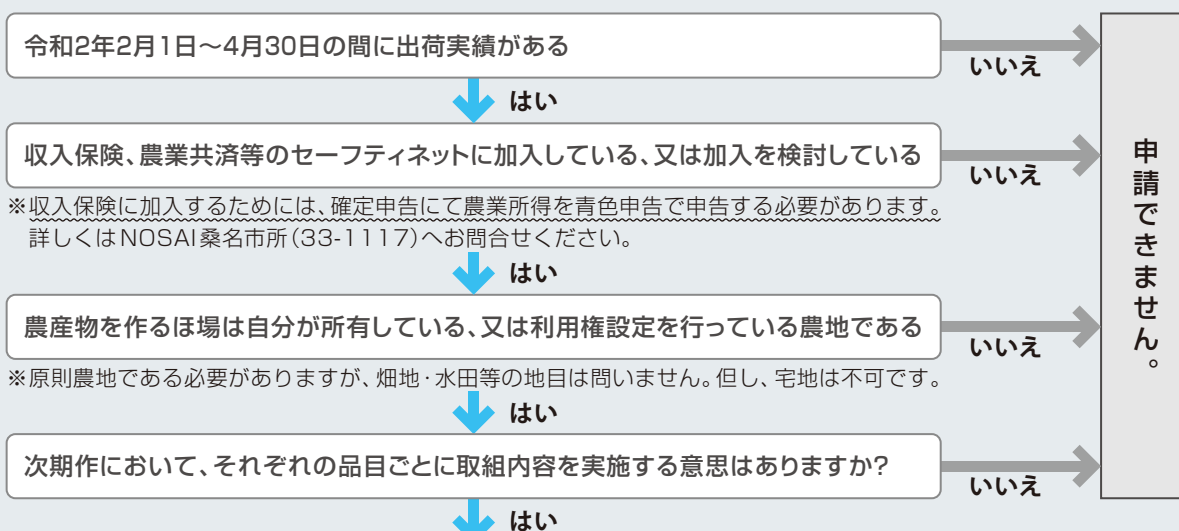 令和2年2月1日〜4月30日の間に出荷実績がある
いいえ
はい
収入保険、農業共済等のセーフティネットに加入している、又は加入を検討している
いいえ
※収入保険に加入するためには、確定申告にて農業所得を青色申告で申告する必要があります。
詳しくはNOSAI桑名市所(33-1117)へお問合せください。
はい
農産物を作るほ場は自分が所有している、又は利用権設定を行っている農地である
いいえ
※原則農地である必要がありますが、畑地・水田等の地目は問いません。但し、宅地は不可です。
はい
次期作において、それぞれの品目ごとに取組内容を実施する意思はありますか?
いいえ
はい
申請できません。